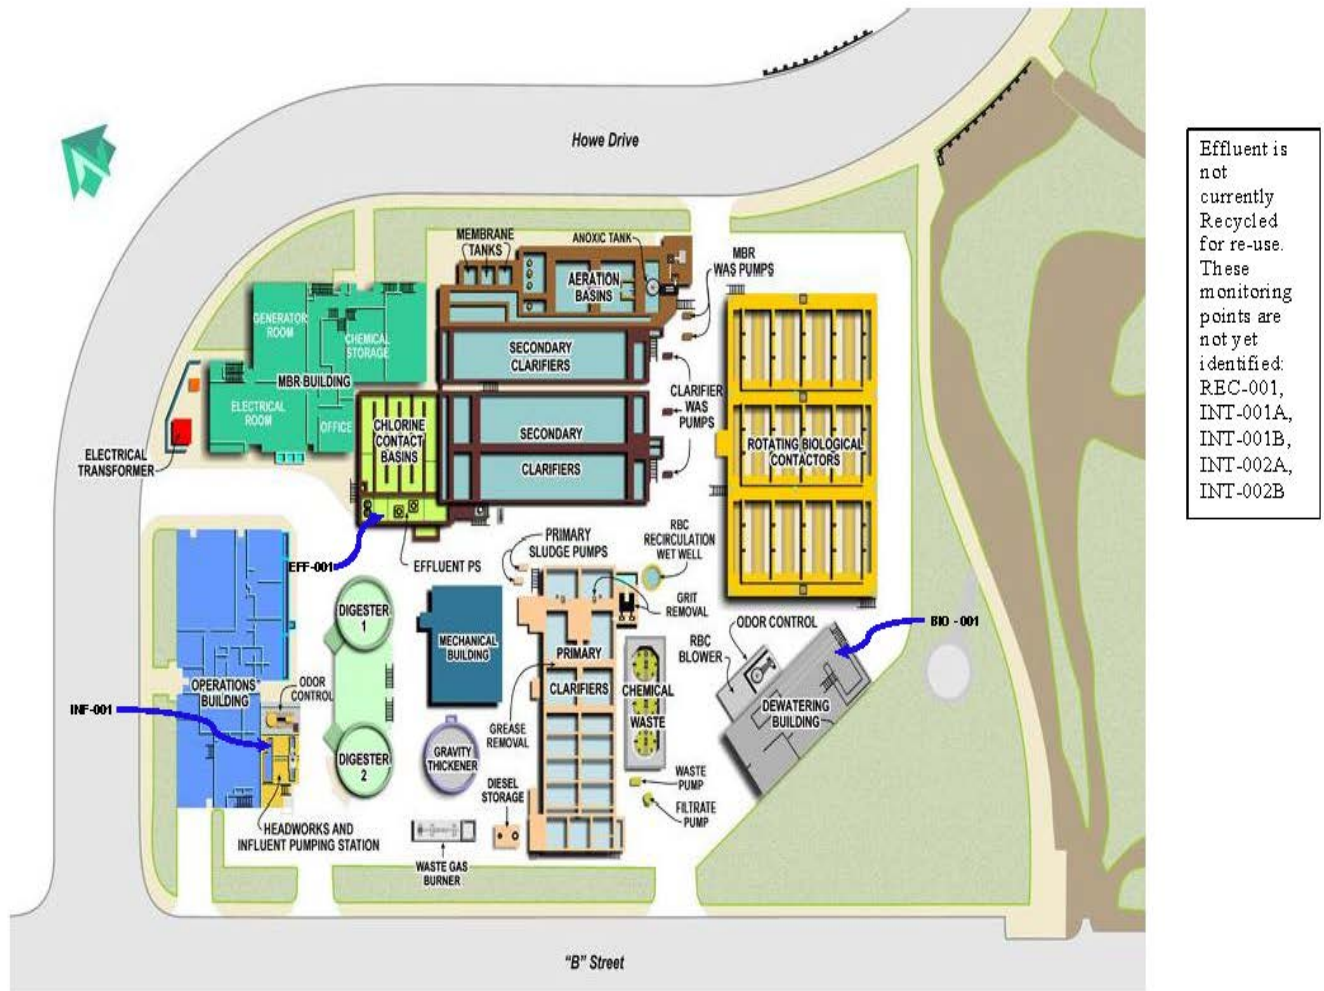 Howe Drive
MEMBRANE
TANKS
ANOXIC TANK
MBR
WAS PUMPS
AERATION
BASINS
GENERATOR
ROOM
CHEMICAL
STORAGE
MBR BUILDING
ELECTRICAL
ROOM
OFFICE
ELECTRICAL
TRANSFORMER
CHLORINE
CONTACT
BASINS
SECONDARY
CLARIFIERS
SECONDARY
CLARIFIERS
CLARIFIER
WAS
PUMPS
ROTATING BIOLOGICAL
CONTACTORS
EFF-001
EFFLUENT PS
PRIMARY
SLUDGE PUMPS
RBC
RECIRCULATION
WET WELL
GRIT
REMOVAL
DIGESTER
1
MECHANICAL
BUILDING
PRIMARY
CLARIFIERS
ODOR CONTROL
RBC
BLOWER
BIO - 001
OPERATIONS
BUILDING
ODOR
CONTROL
INF-001
CHEMICAL
WASTE
DEWATERING
BUILDING
GREASE
REMOVAL
DIGESTER
2
GRAVITY
THICKENER
DIESEL
STORAGE
WASTE
PUMP
FILTRATE
PUMP
HEADWORKS AND
INFLUENT PUMPING STATION
WASTE GAS
BURNER
"B" Street
Effluent is
not
currently
Recycled
for re-use.
These
monitoring
points are
not yet
identified:
REC-001,
INT-001A,
INT-001B,
INT-002A,
INT-002B